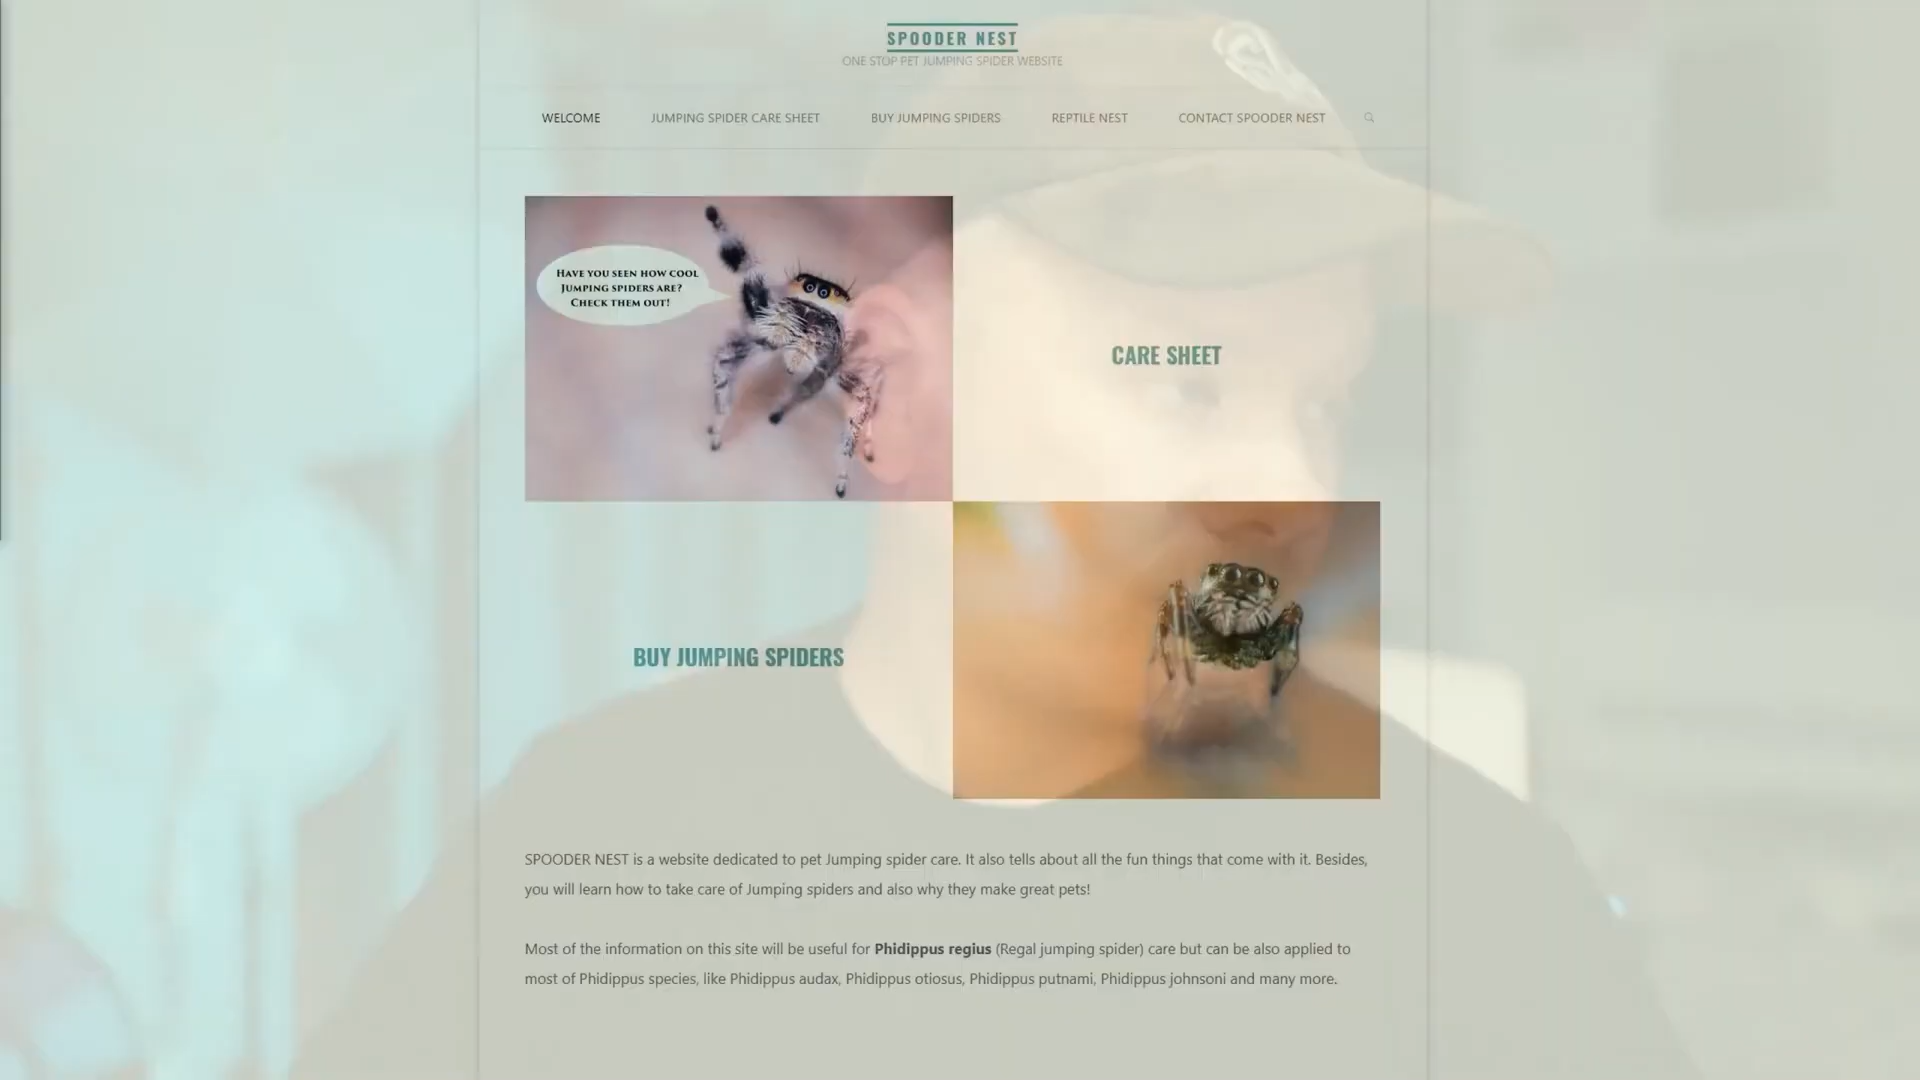 SPOODER NEST
ONE STOP PET JUMPING SPIDER WEBSITE
WELCOME JUMPING SPIDER CARE SHEET BUY JUMPING SPIDERS REPTILE NEST CONTACT SPOODER NEST
HAVE YOU SEEN HOW COOL
JUMPING SPIDERS ARE?
CHECK THEM OUT!
CARE SHEET
BUY JUMPING SPIDERS
SPOODER NEST is a website dedicated to pet Jumping spider care. It also tells about all the fun things that come with it. Besides,
you will learn how to take care of Jumping spiders and also why they make great pets!
Most of the information on this site will be useful for Phidippus regius (Regal jumping spider) care but can be also applied to
most of Phidippus species, like Phidippus audax, Phidippus otiosus, Phidippus putnami, Phidippus johnsoni and many more.